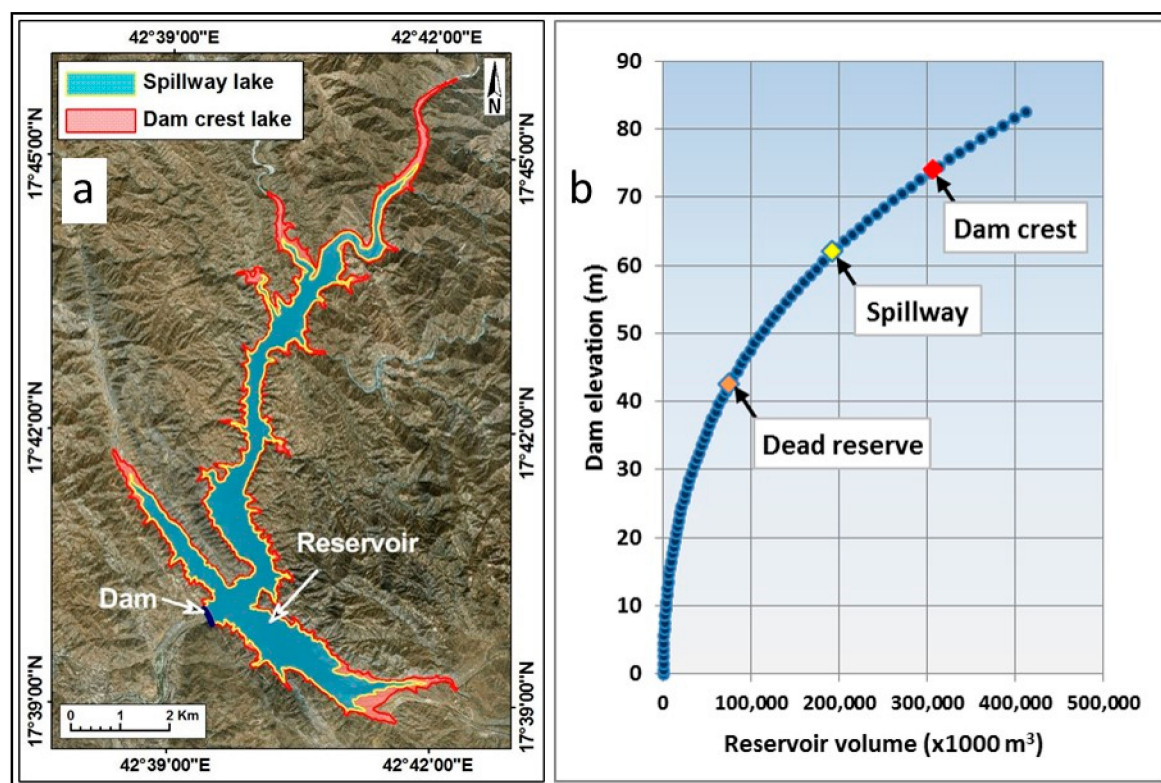 42°39'00"E
42°42'00"E
Spillway lake
Dam crest lake
N
a
17°45'00"N
17°45'00"N
17°42'00"N
17°42'00"N
Reservoir
Dam
17°39'00"N
17°39'00"N
0 1 2 Km
42°39'00"E
42°42'00"E
b
90
80
70
60
50
40
30
20
10
0
Dam elevation (m)
Dam crest
Spillway
Dead reserve
0
100,000
200,000
300,000
400,000
500,000
Reservoir volume (x1000 m³)